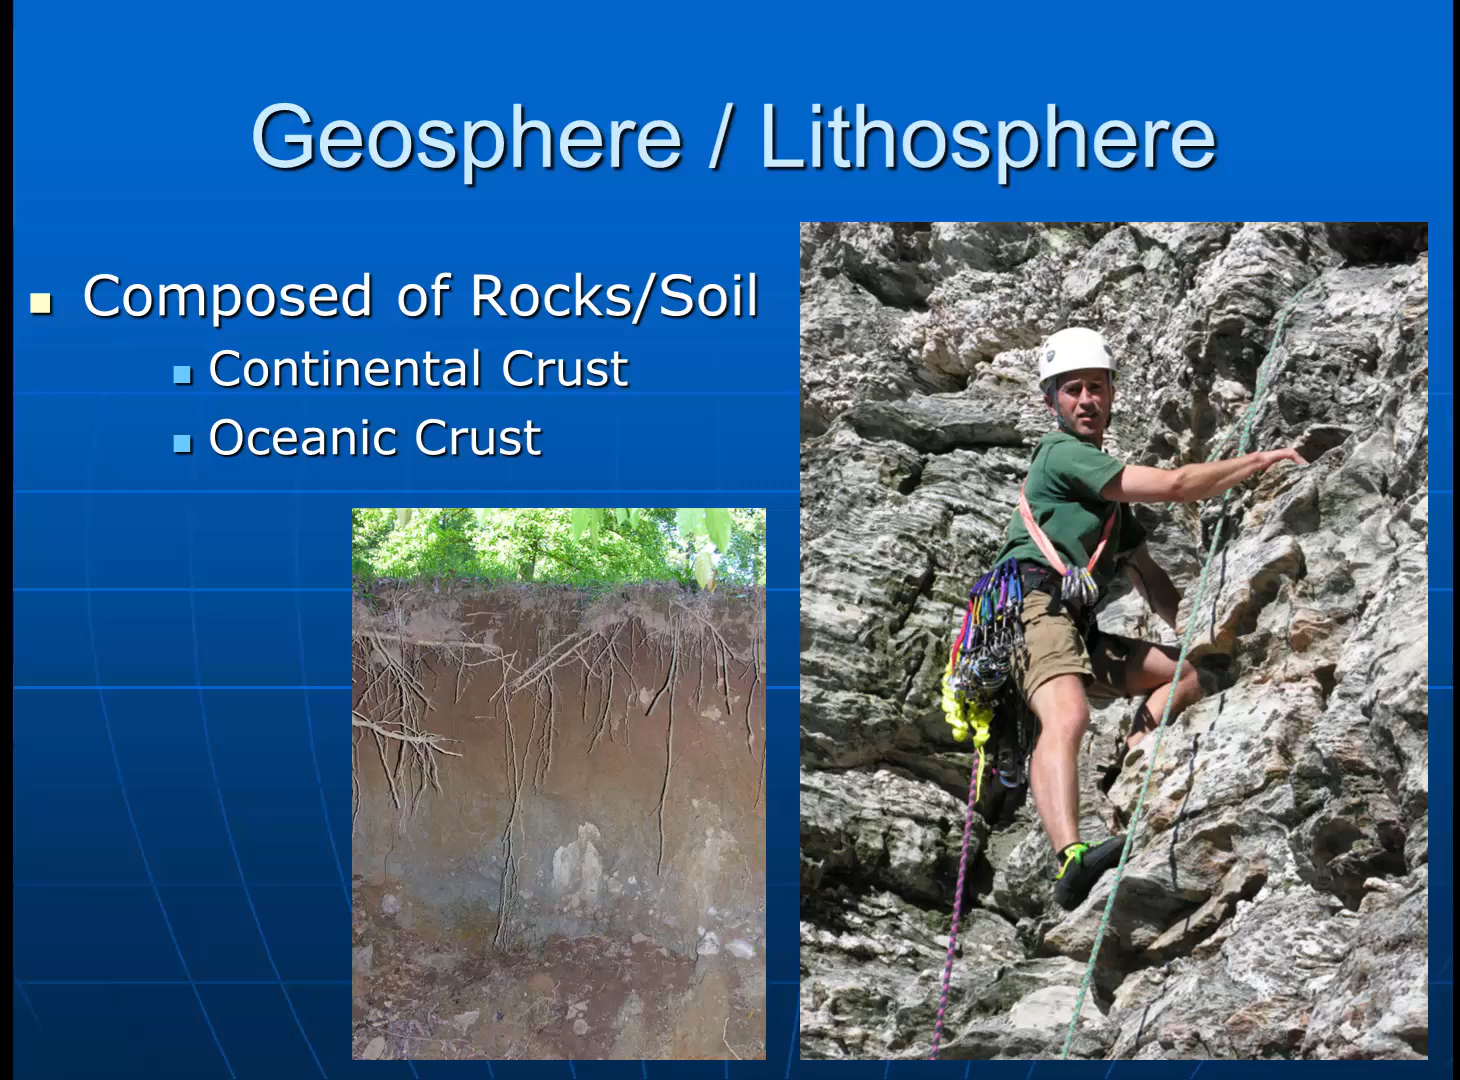 Geosphere / Lithosphere
Composed of Rocks/Soil
Continental Crust
Oceanic Crust